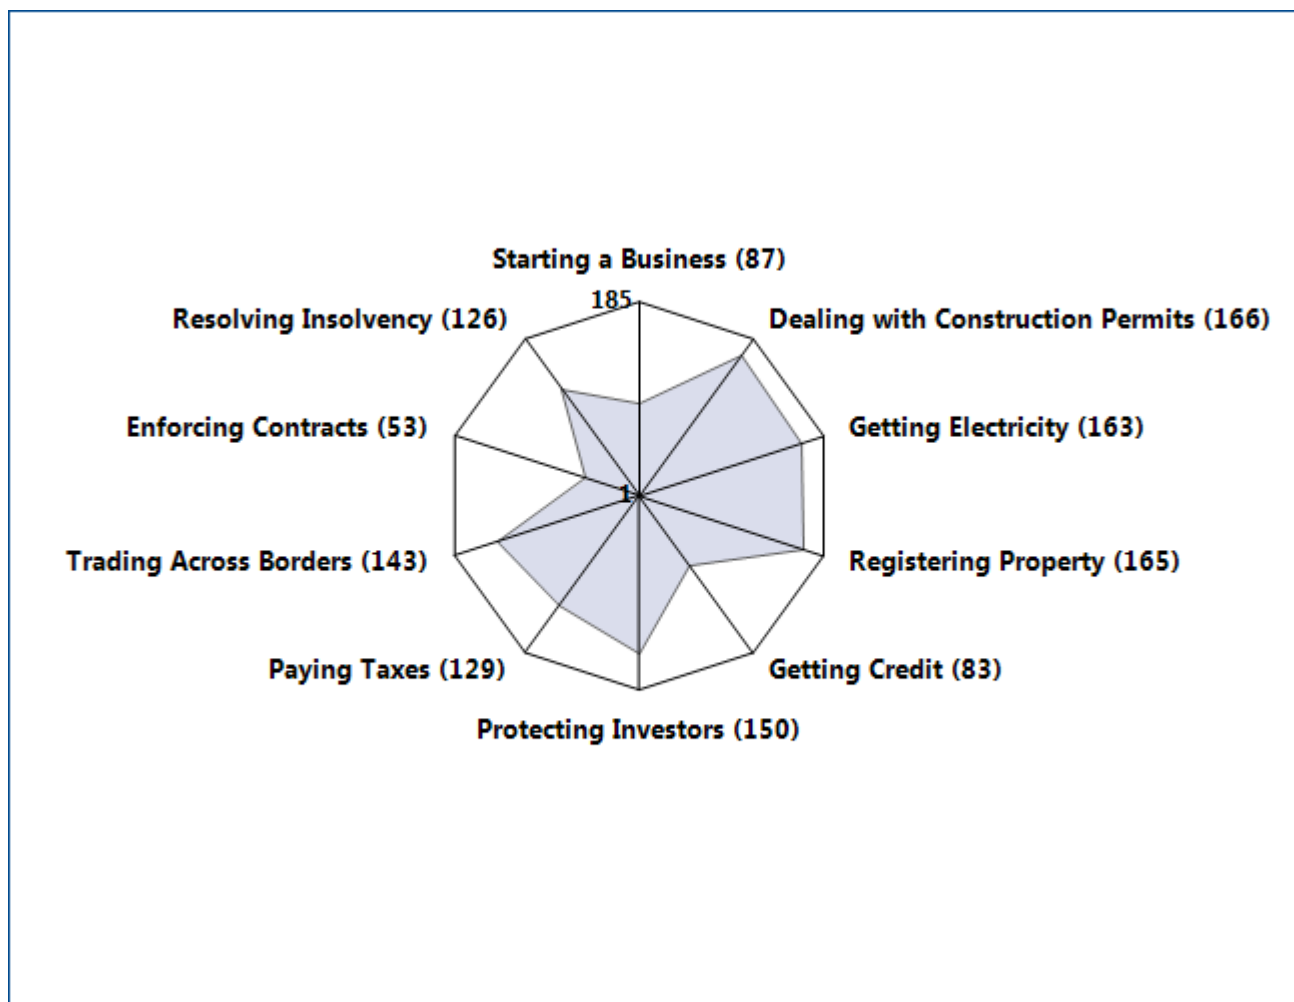 Starting a Business (87)
185
Resolving Insolvency (126)
Dealing with Construction Permits (166)
Enforcing Contracts (53)
Getting Electricity (163)
1
Trading Across Borders (143)
Registering Property (165)
Paying Taxes (129)
Getting Credit (83)
Protecting Investors (150)